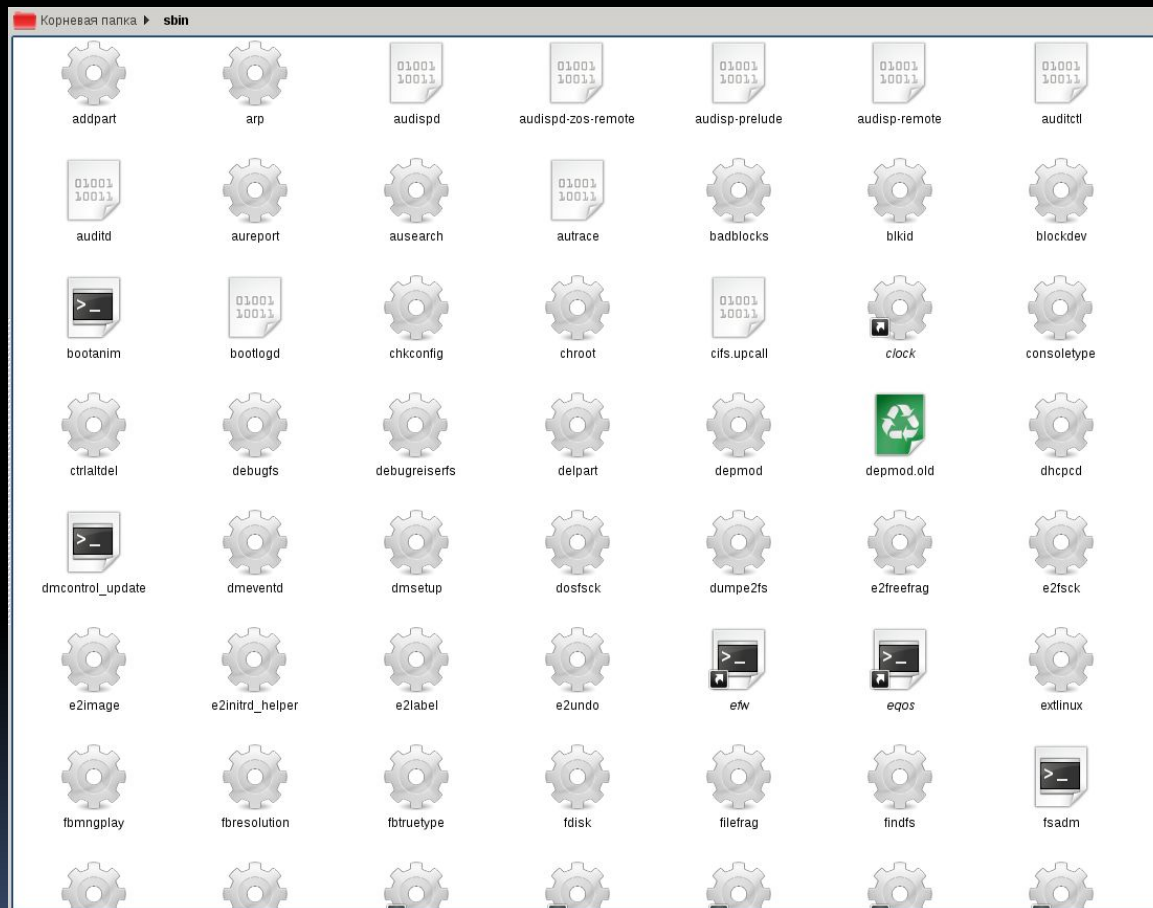 Корневая папка sbin
addpart arp audispd audispd-zos-remote audisp-prelude audisp-remote auditctl
auditd aureport ausearch autrace badblocks blkid blockdev
bootanim bootlogd chkconfig chroot cifs.upcall clock consoletype
ctrlaltdel debugfs debugreiserfs delpart depmod depmod.old dhcpcd
dmcontrol_update dmeventd dmsetup dosfsck dumpe2fs e2freefrag e2fsck
e2image e2initrd_helper e2label e2undo efw eqos extlinux
fbmngplay fbresolution fbtruetype fdisk filefrag findfs fsadm